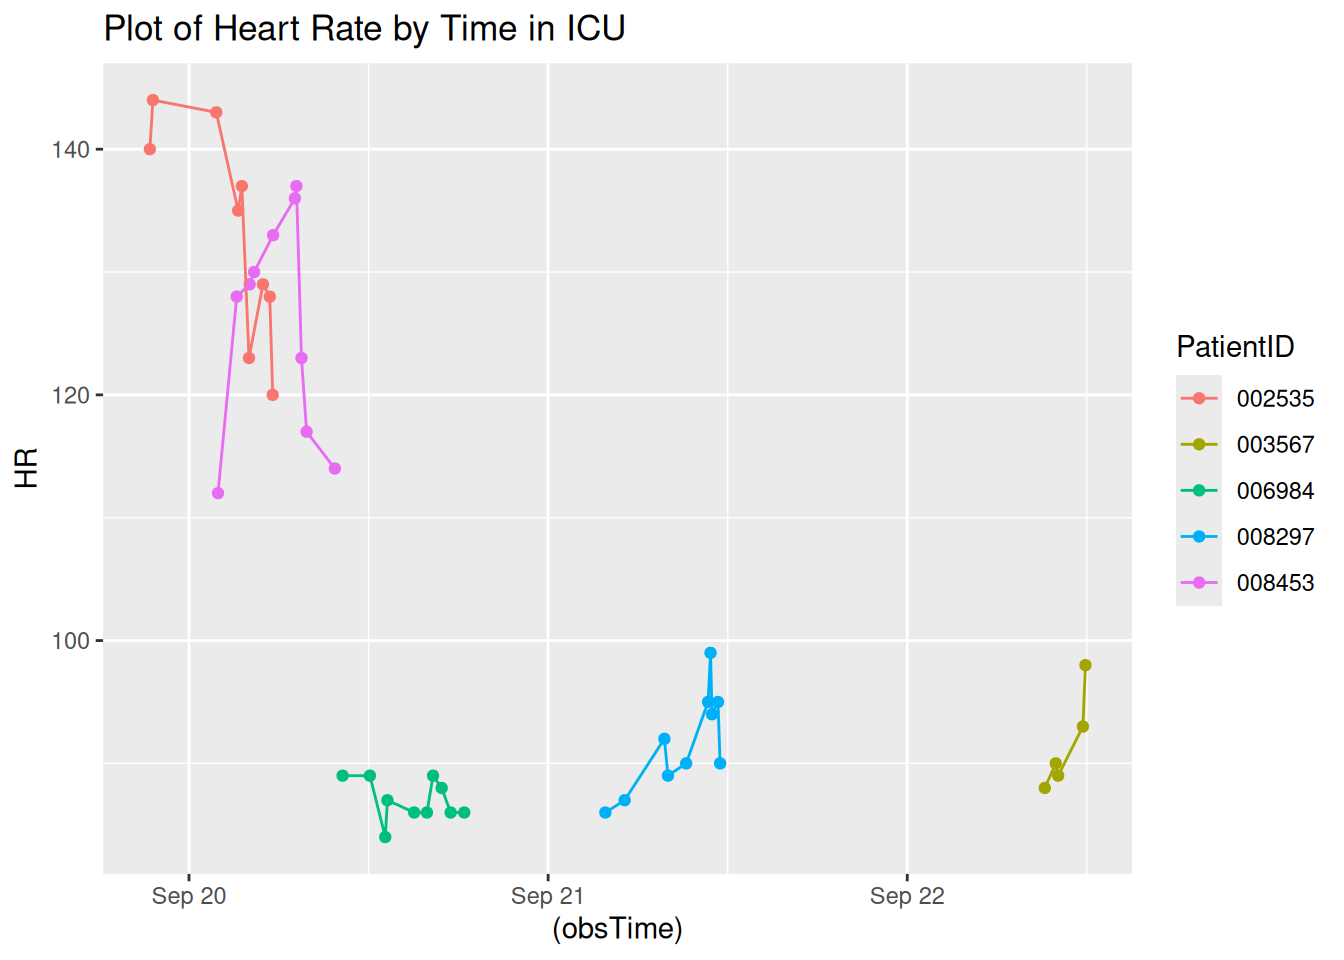 Plot of Heart Rate by Time in ICU
140
120
100
HR
Sep 20
Sep 21
Sep 22
(obsTime)
PatientID
002535
003567
006984
008297
008453